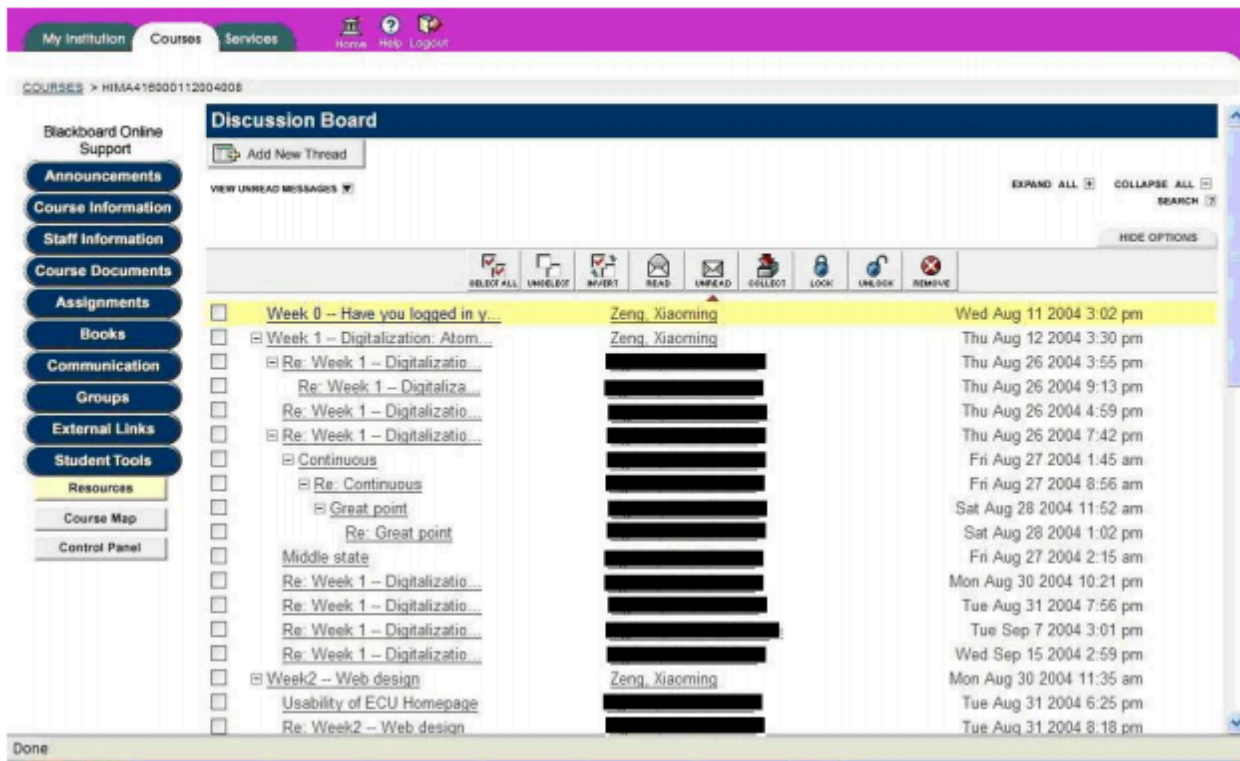 My Institution Courses Services Home Help Logout
COURSES > HIMA416000112004008
Blackboard Online
Support
Announcements
Course Information
Staff Information
Course Documents
Assignments
Books
Communication
Groups
External Links
Student Tools
Resources
Course Map
Control Panel
Discussion Board
Add New Thread
VIEW UNREAD MESSAGES
EXPAND ALL COLLAPSE ALL
SEARCH ?
HIDE OPTIONS
SELECT ALL UNSELECT INVERT READ UNREAD COLLECT LOCK UNLOCK REMOVE
Week 0 -- Have you logged in y... Zeng, Xiaoming Wed Aug 11 2004 3:02 pm
Week 1 -- Digitalization: Atom... Zeng, Xiaoming Thu Aug 12 2004 3:30 pm
Re: Week 1 -- Digitalizatio... Thu Aug 26 2004 3:55 pm
Re: Week 1 -- Digitaliza... Thu Aug 26 2004 9:13 pm
Re: Week 1 -- Digitalizatio... Thu Aug 26 2004 4:59 pm
Re: Week 1 -- Digitalizatio... Thu Aug 26 2004 7:42 pm
Continuous Fri Aug 27 2004 1:45 am
Re: Continuous Fri Aug 27 2004 8:56 am
Great point Sat Aug 28 2004 11:52 am
Re: Great point Sat Aug 28 2004 1:02 pm
Middle state Fri Aug 27 2004 2:15 am
Re: Week 1 -- Digitalizatio... Mon Aug 30 2004 10:21 pm
Re: Week 1 -- Digitalizatio... Tue Aug 31 2004 7:56 pm
Re: Week 1 -- Digitalizatio... Tue Sep 7 2004 3:01 pm
Re: Week 1 -- Digitalizatio... Wed Sep 15 2004 2:59 pm
Week2 -- Web design Zeng, Xiaoming Mon Aug 30 2004 11:35 am
Usability of ECU Homepage Tue Aug 31 2004 6:25 pm
Re: Week2 -- Web design Tue Aug 31 2004 8:18 pm
Done